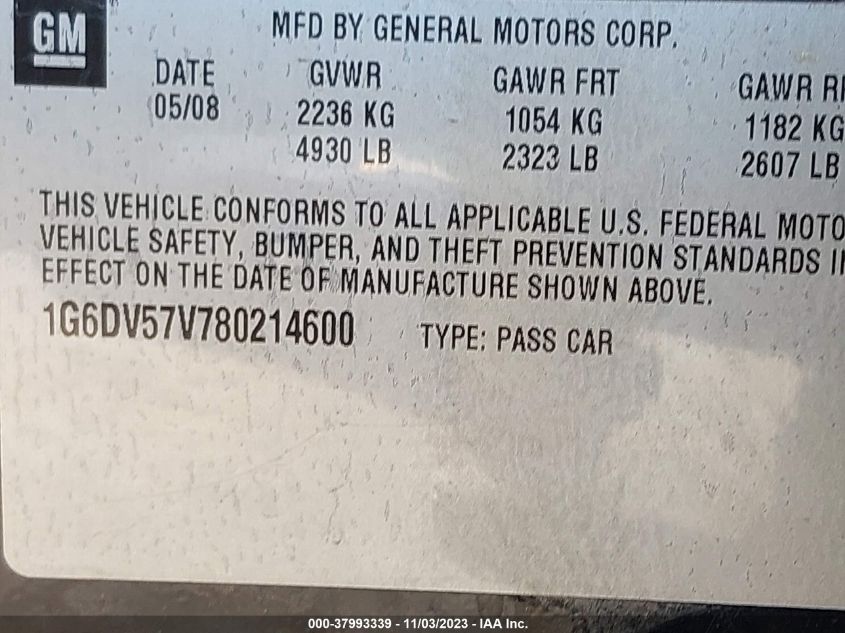 GM
MFD BY GENERAL MOTORS CORP.
DATE GVWR GAWR FRT GAWR
05/08 2236 KG 1054 KG 1182 KG
4930 LB 2323 LB 2607 LB
THIS VEHICLE CONFORMS TO ALL APPLICABLE U.S. FEDERAL
VEHICLE SAFETY, BUMPER, AND THEFT PREVENTION STANDARDS
EFFECT ON THE DATE OF MANUFACTURE SHOWN ABOVE.
1G6DV57V780214600 TYPE: PASS CAR
000-37993339 - 11/03/2023 - IAA Inc.